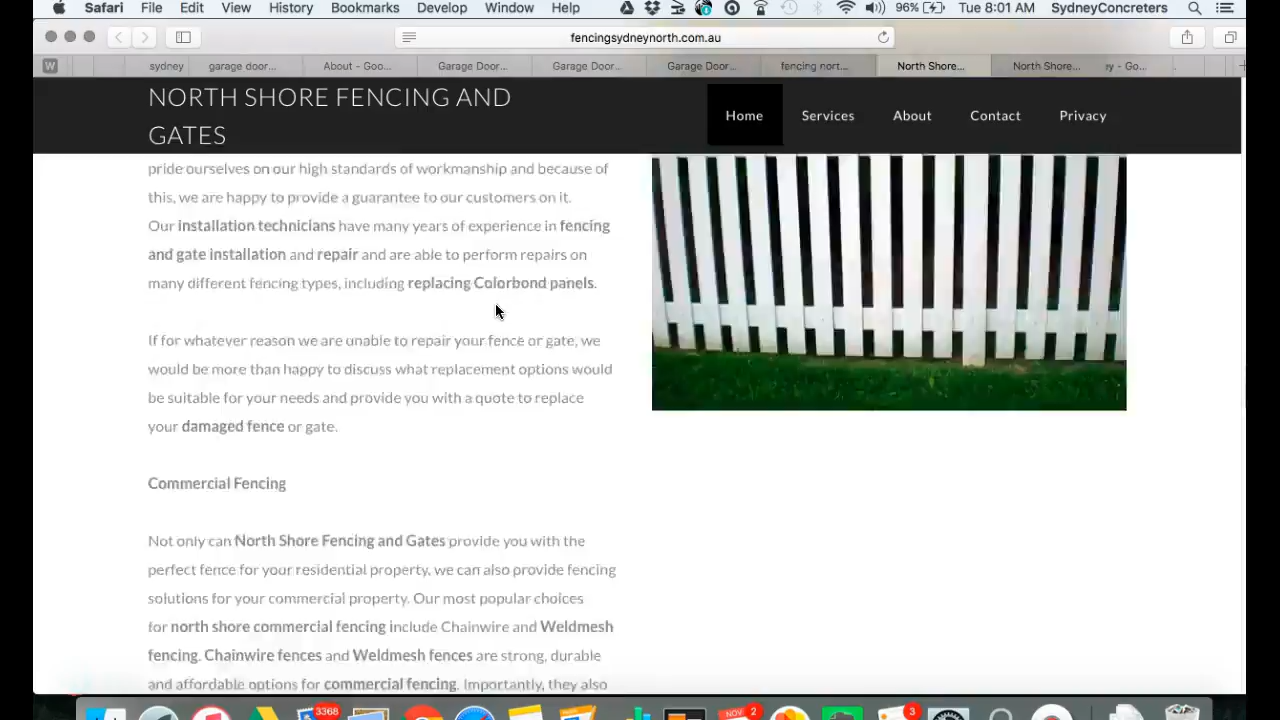 Safari File Edit View History Bookmarks Develop Window Help 96% Tue 8:01 AM SydneyConcreters
fencingsydneynorth.com.au
W sydney garage door... About - Goo... Garage Door... Garage Door... Garage Door... fencing nort... North Shore... North Shore... ry - Go...
NORTH SHORE FENCING AND
GATES
Home Services About Contact Privacy
pride ourselves on our high standards of workmanship and because of
this, we are happy to provide a guarantee to our customers on it.
Our installation technicians have many years of experience in fencing
and gate installation and repair and are able to perform repairs on
many different fencing types, including replacing Colorbond panels.
If for whatever reason we are unable to repair your fence or gate, we
would be more than happy to discuss what replacement options would
be suitable for your needs and provide you with a quote to replace
your damaged fence or gate.
Commercial Fencing
Not only can North Shore Fencing and Gates provide you with the
perfect fence for your residential property, we can also provide fencing
solutions for your commercial property. Our most popular choices
for north shore commercial fencing include Chainwire and Weldmesh
fencing. Chainwire fences and Weldmesh fences are strong, durable
and affordable options for commercial fencing. Importantly, they also
3368 NOV 2 3